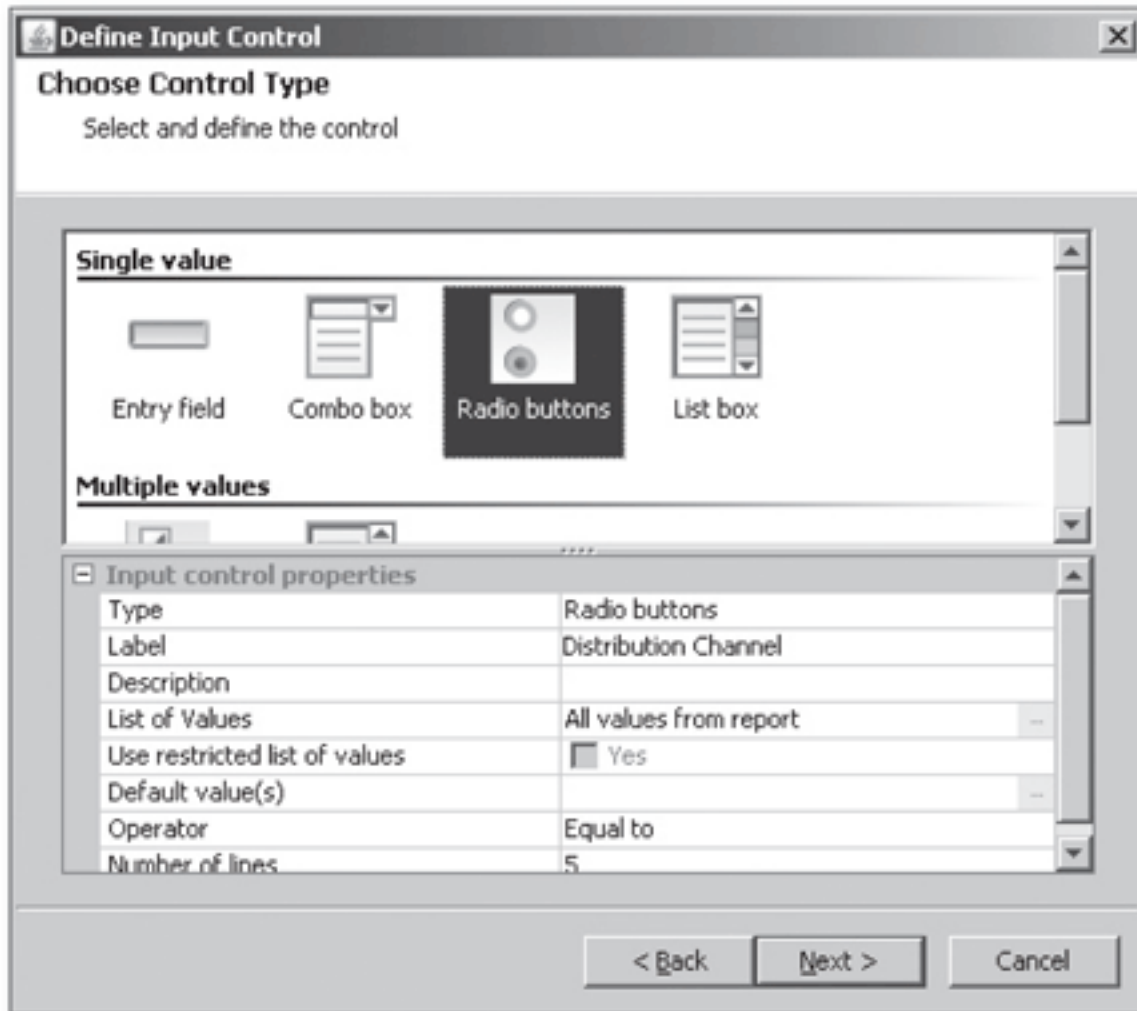 Define Input Control
Choose Control Type
Select and define the control
Single value
Entry field
Combo box
Radio buttons
List box
Multiple values
Input control properties
Type Radio buttons
Label Distribution Channel
Description
List of Values All values from report ...
Use restricted list of values Yes
Default value(s) ...
Operator Equal to
Number of lines 5
< Back Next > Cancel